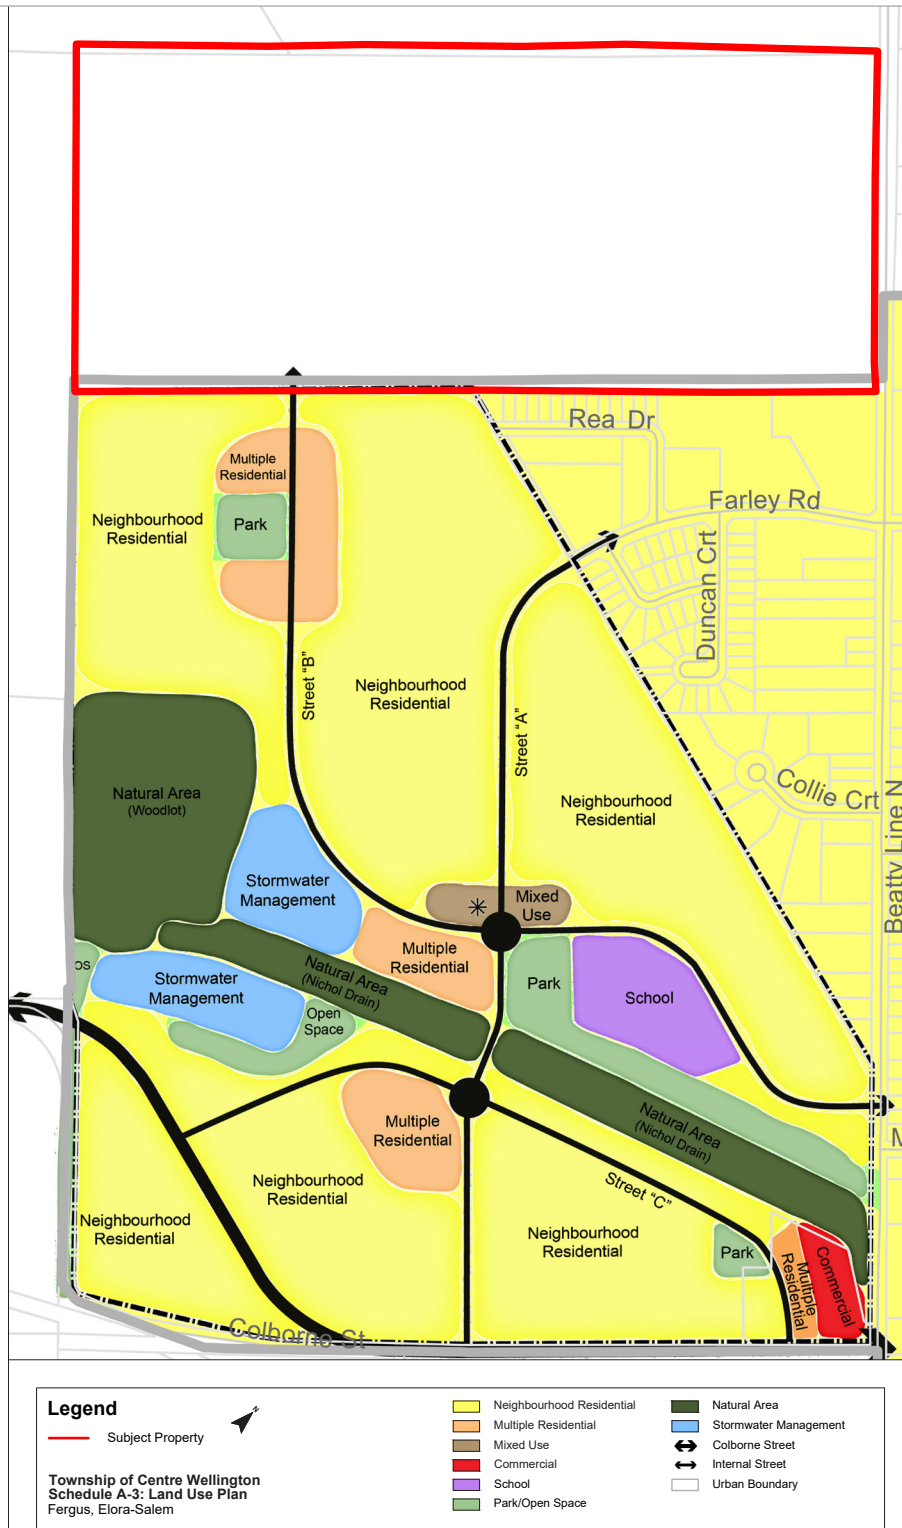 Rea Dr
Multiple
Residential
Farley Rd
Neighbourhood
Residential
Park
Duncan Crt
Street "B"
Neighbourhood
Residential
Street "A"
Natural Area
(Woodlot)
Neighbourhood
Residential
Collie Crt
Beatty Line N
Stormwater
Management
Mixed
Use
Multiple
Residential
OS
Natural Area
(Nichol Drain)
Stormwater
Management
Park
School
Open
Space
Multiple
Residential
Natural Area
(Nichol Drain)
M
Neighbourhood
Residential
Street "C"
Neighbourhood
Residential
Neighbourhood
Residential
Park
Multiple
Residential
Commercial
Colborne St
Legend
N
Subject Property
Township of Centre Wellington
Schedule A-3: Land Use Plan
Fergus, Elora-Salem
Neighbourhood Residential
Multiple Residential
Mixed Use
Commercial
School
Park/Open Space
Natural Area
Stormwater Management
Colborne Street
Internal Street
Urban Boundary